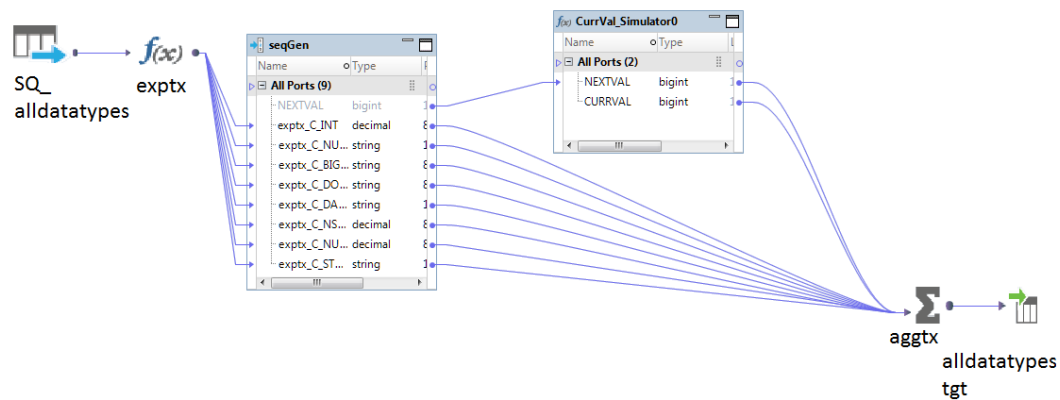 SQ_
alldatatypes
f(x)
exptx
seqGen
Name Type
All Ports (9)
NEXTVAL bigint
exptx_C_INT decimal
exptx_C_NU... string
exptx_C_BIG... string
exptx_C_DO... string
exptx_C_DA... string
exptx_C_NS... decimal
exptx_C_NU... decimal
exptx_C_ST... string
f(x) CurrVal_Simulator0
Name Type
All Ports (2)
NEXTVAL bigint
CURRVAL bigint
Σ
aggtx
alldatatypes
tgt